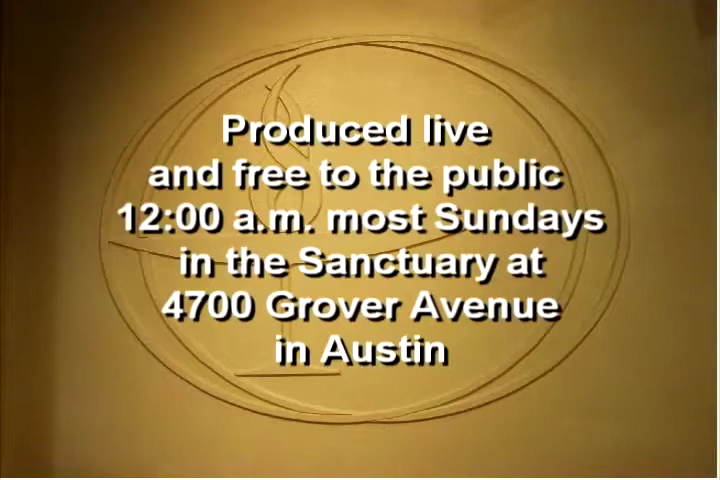 Produced live
and free to the public
12:00 a.m. most Sundays
in the Sanctuary at
4700 Grover Avenue
in Austin